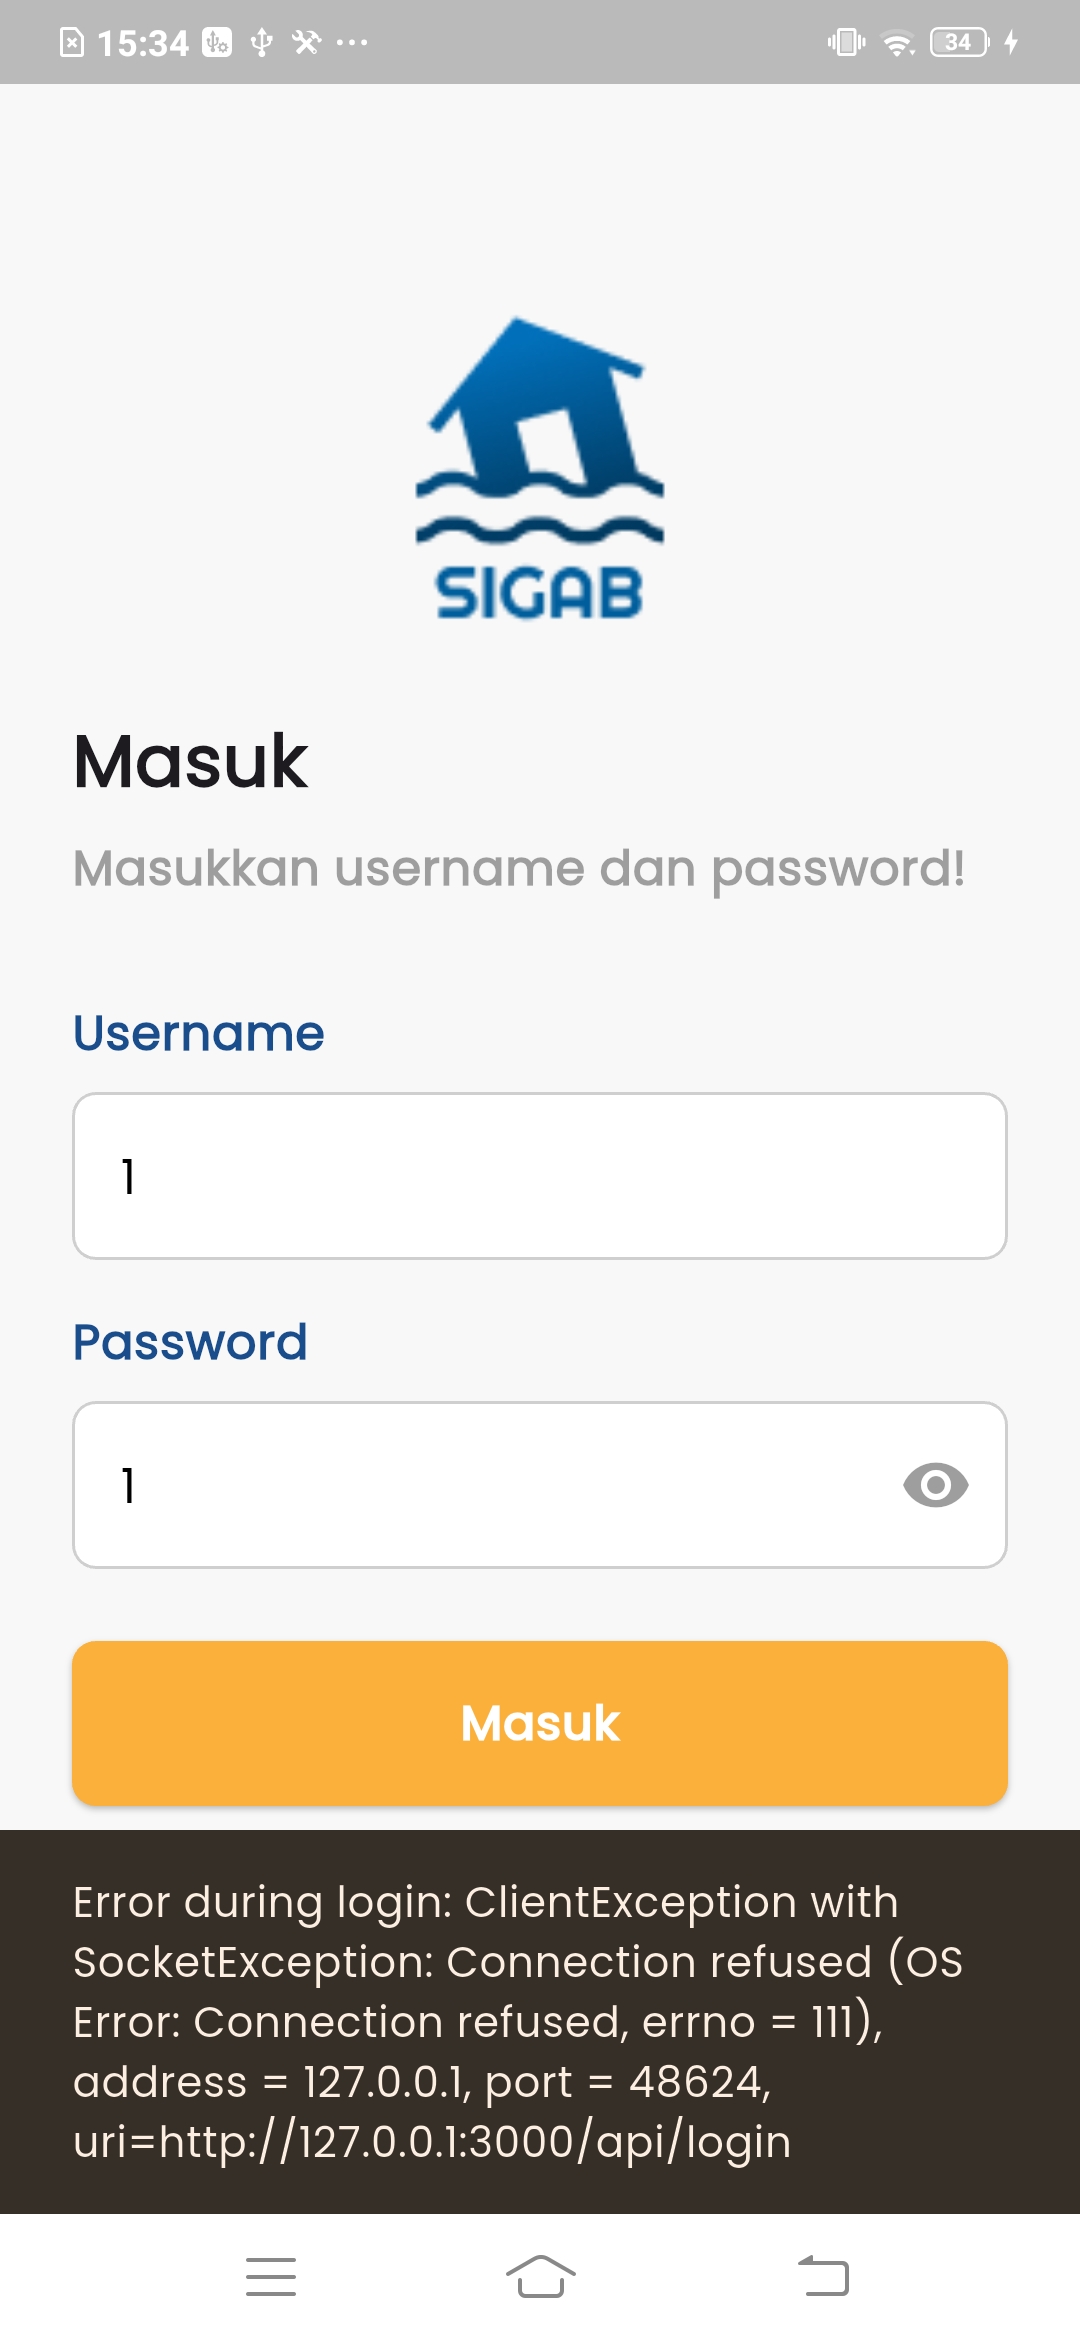 15:34
34
SIGAB
Masuk
Masukkan username dan password!
Username
1
Password
1
Masuk
Error during login: ClientException with
SocketException: Connection refused (OS
Error: Connection refused, errno = 111),
address = 127.0.0.1, port = 48624,
uri=http://127.0.0.1:3000/api/login